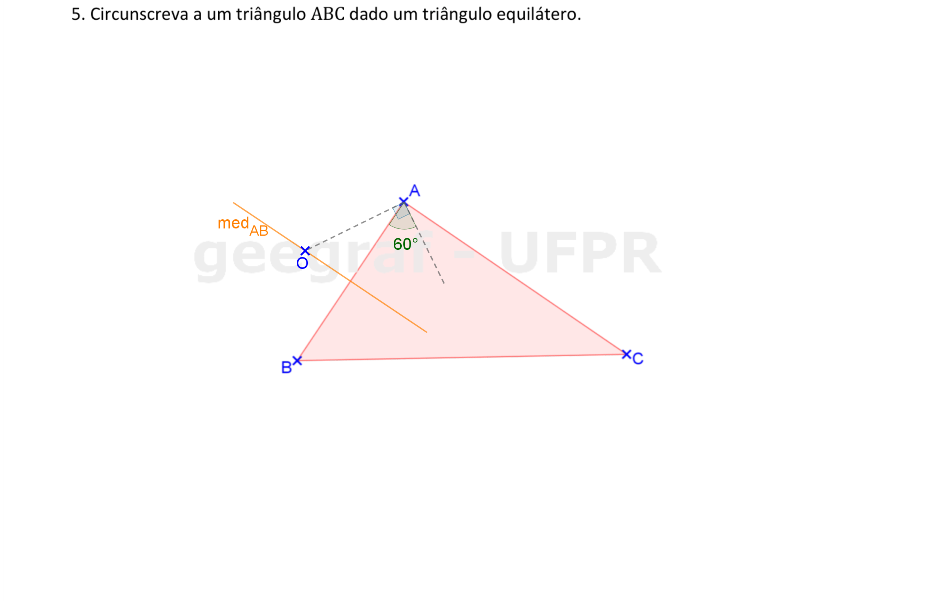 5. Circunscreva a um triângulo ABC dado um triângulo equilátero.
A
med AB
60°
O
geegraf - UFPR
B
C